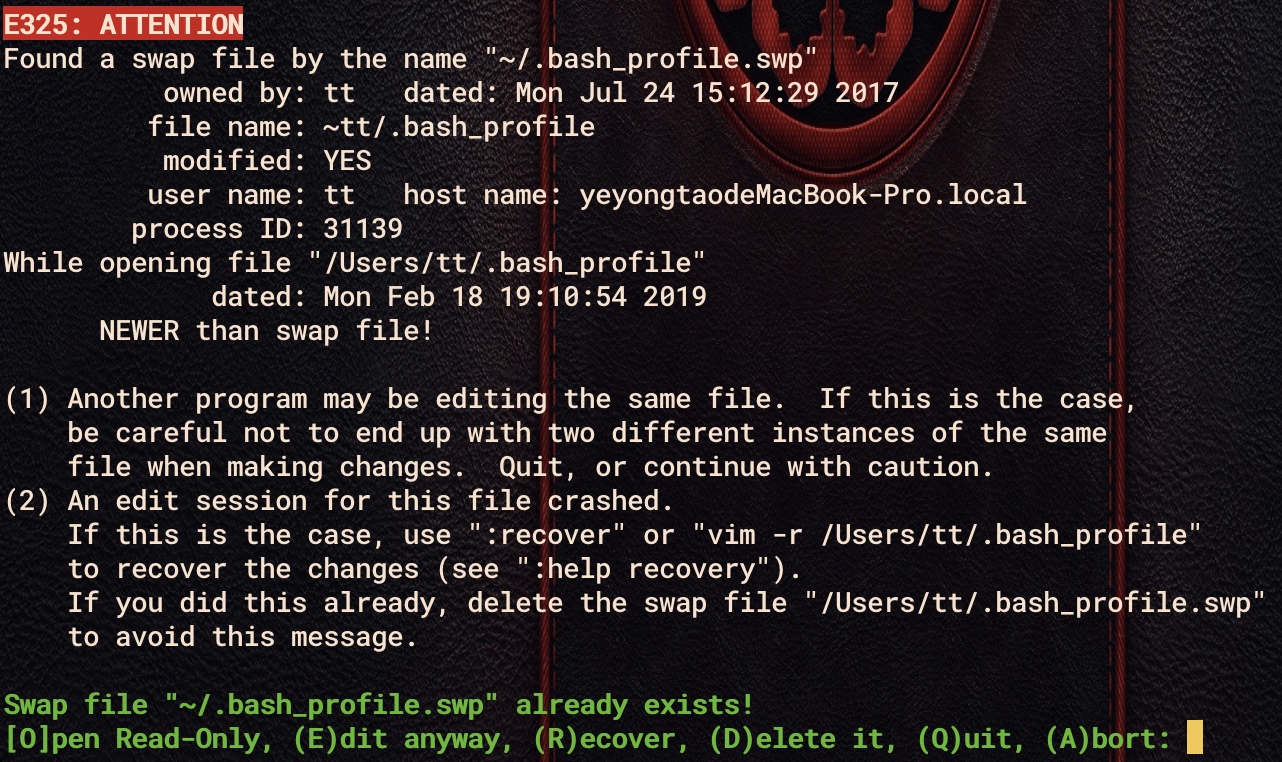 E325: ATTENTION
Found a swap file by the name "~/.bash_profile.swp"
          owned by: tt   dated: Mon Jul 24 15:12:29 2017
         file name: ~tt/.bash_profile
          modified: YES
         user name: tt   host name: yeyongtaodeMacBook-Pro.local
        process ID: 31139
While opening file "/Users/tt/.bash_profile"
             dated: Mon Feb 18 19:10:54 2019
      NEWER than swap file!

(1) Another program may be editing the same file.  If this is the case,
    be careful not to end up with two different instances of the same
    file when making changes.  Quit, or continue with caution.
(2) An edit session for this file crashed.
    If this is the case, use ":recover" or "vim -r /Users/tt/.bash_profile"
    to recover the changes (see ":help recovery").
    If you did this already, delete the swap file "/Users/tt/.bash_profile.swp"
    to avoid this message.

Swap file "~/.bash_profile.swp" already exists!
[O]pen Read-Only, (E)dit anyway, (R)ecover, (D)elete it, (Q)uit, (A)bort: